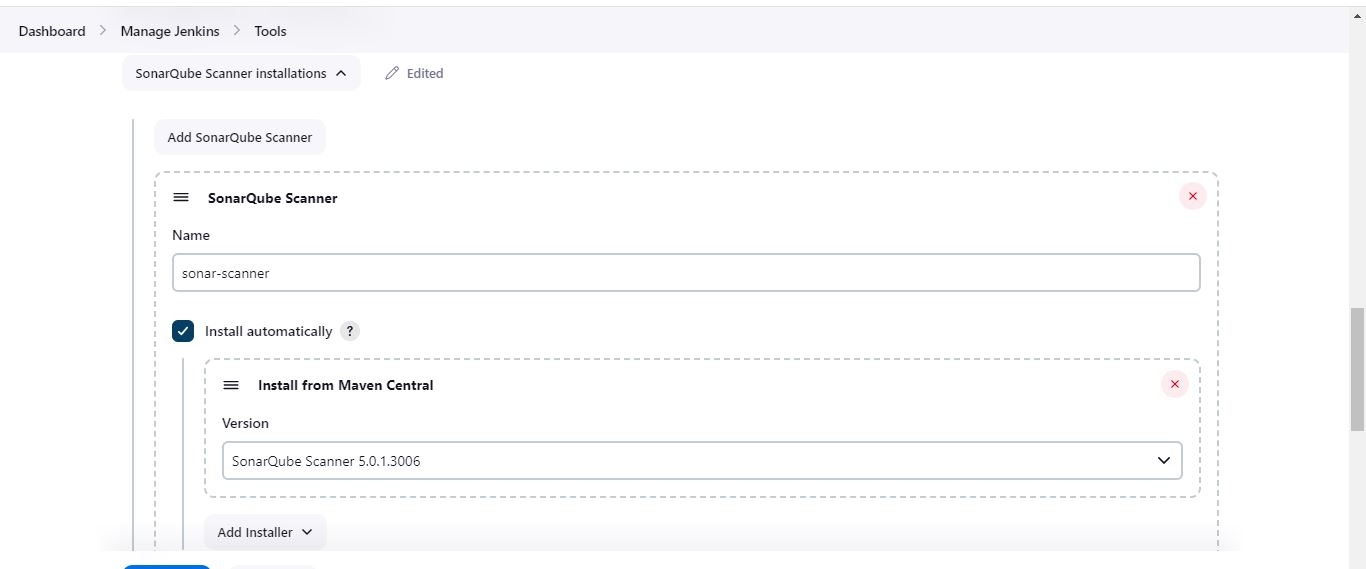 Dashboard > Manage Jenkins > Tools
SonarQube Scanner installations Edited
Add SonarQube Scanner
SonarQube Scanner
Name
sonar-scanner
Install automatically ?
Install from Maven Central
Version
SonarQube Scanner 5.0.1.3006
Add Installer